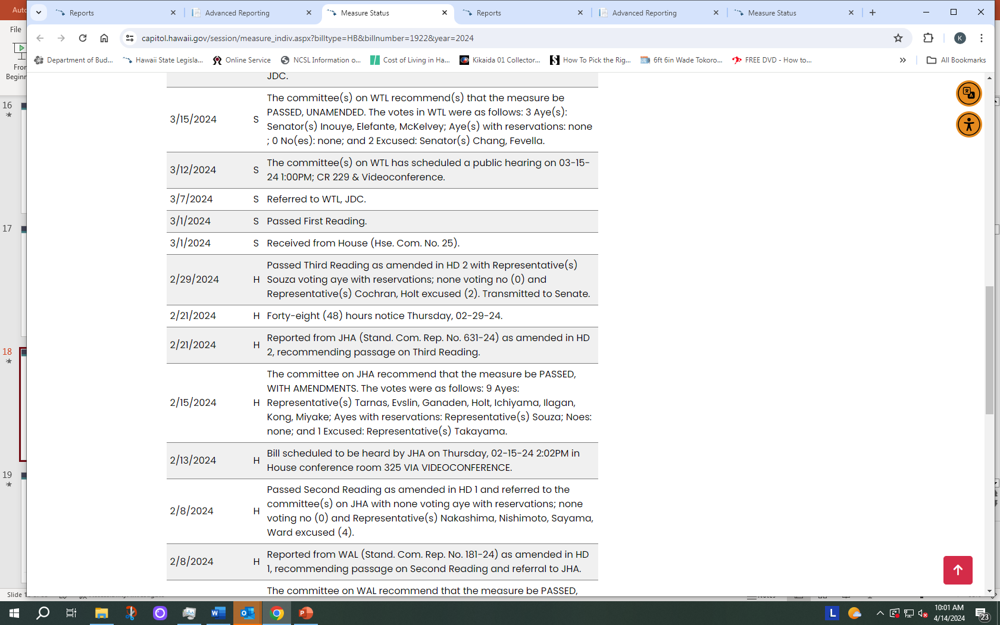 Auto
Reports
Advanced Reporting
Measure Status
Reports
Advanced Reporting
Measure Status
File
capitol.hawaii.gov/session/measure_indiv.aspx?billtype=HB&billnumber=1922&year=2024
K
Department of Bud...
Hawaii State Legisla...
Online Service
NCSL Information o...
Cost of Living in Ha...
Kikaida 01 Collector...
How To Pick the Rig...
6ft 6in Wade Tokoro...
FREE DVD - How to...
All Bookmarks
From
Beginn
16
17
18
19
JDC.
3/15/2024
S
The committee(s) on WTL recommend(s) that the measure be
PASSED, UNAMENDED. The votes in WTL were as follows: 3 Aye(s):
Senator(s) Inouye, Elefante, McKelvey; Aye(s) with reservations: none
; 0 No(es): none; and 2 Excused: Senator(s) Chang, Fevella.
3/12/2024
S
The committee(s) on WTL has scheduled a public hearing on 03-15-
24 1:00PM; CR 229 & Videoconference.
3/7/2024
S
Referred to WTL, JDC.
3/1/2024
S
Passed First Reading.
3/1/2024
S
Received from House (Hse. Com. No. 25).
2/29/2024
H
Passed Third Reading as amended in HD 2 with Representative(s)
Souza voting aye with reservations; none voting no (0) and
Representative(s) Cochran, Holt excused (2). Transmitted to Senate.
2/21/2024
H
Forty-eight (48) hours notice Thursday, 02-29-24.
2/21/2024
H
Reported from JHA (Stand. Com. Rep. No. 631-24) as amended in HD
2, recommending passage on Third Reading.
2/15/2024
H
The committee on JHA recommend that the measure be PASSED,
WITH AMENDMENTS. The votes were as follows: 9 Ayes:
Representative(s) Tarnas, Evslin, Ganaden, Holt, Ichiyama, Ilagan,
Kong, Miyake; Ayes with reservations: Representative(s) Souza; Noes:
none; and 1 Excused: Representative(s) Takayama.
2/13/2024
H
Bill scheduled to be heard by JHA on Thursday, 02-15-24 2:02PM in
House conference room 325 VIA VIDEOCONFERENCE.
2/8/2024
H
Passed Second Reading as amended in HD 1 and referred to the
committee(s) on JHA with none voting aye with reservations; none
voting no (0) and Representative(s) Nakashima, Nishimoto, Sayama,
Ward excused (4).
2/8/2024
H
Reported from WAL (Stand. Com. Rep. No. 181-24) as amended in HD
1, recommending passage on Second Reading and referral to JHA.
The committee on WAL recommend that the measure be PASSED,
Slide
10:01 AM
4/14/2024
23